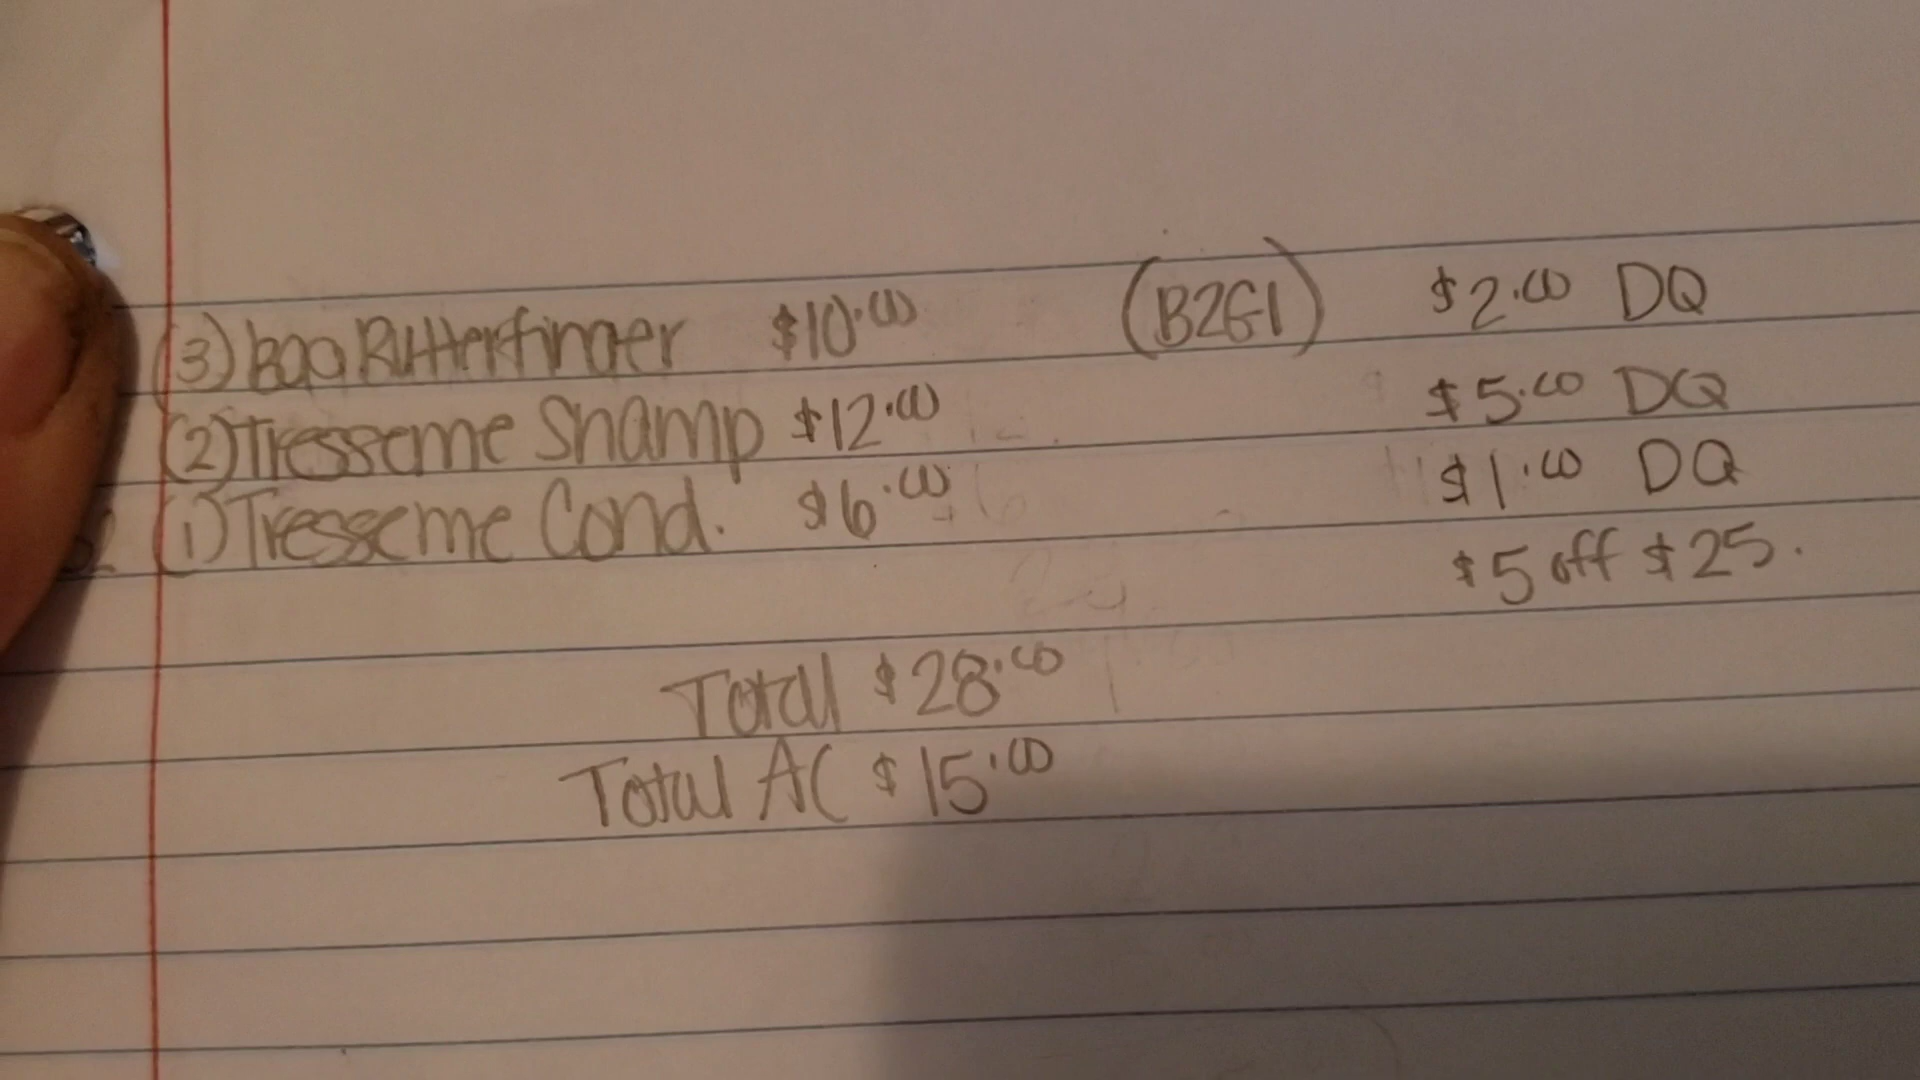 (3) Bag Butterfinger $10.00 (B2G1) $2.00 DQ
(2) Tresseme Shamp $12.00 $5.00 DQ
(1) Tresseme Cond. $6.00 $1.00 DQ
$5 off $25.
Total $28.00
Total AC $15.00